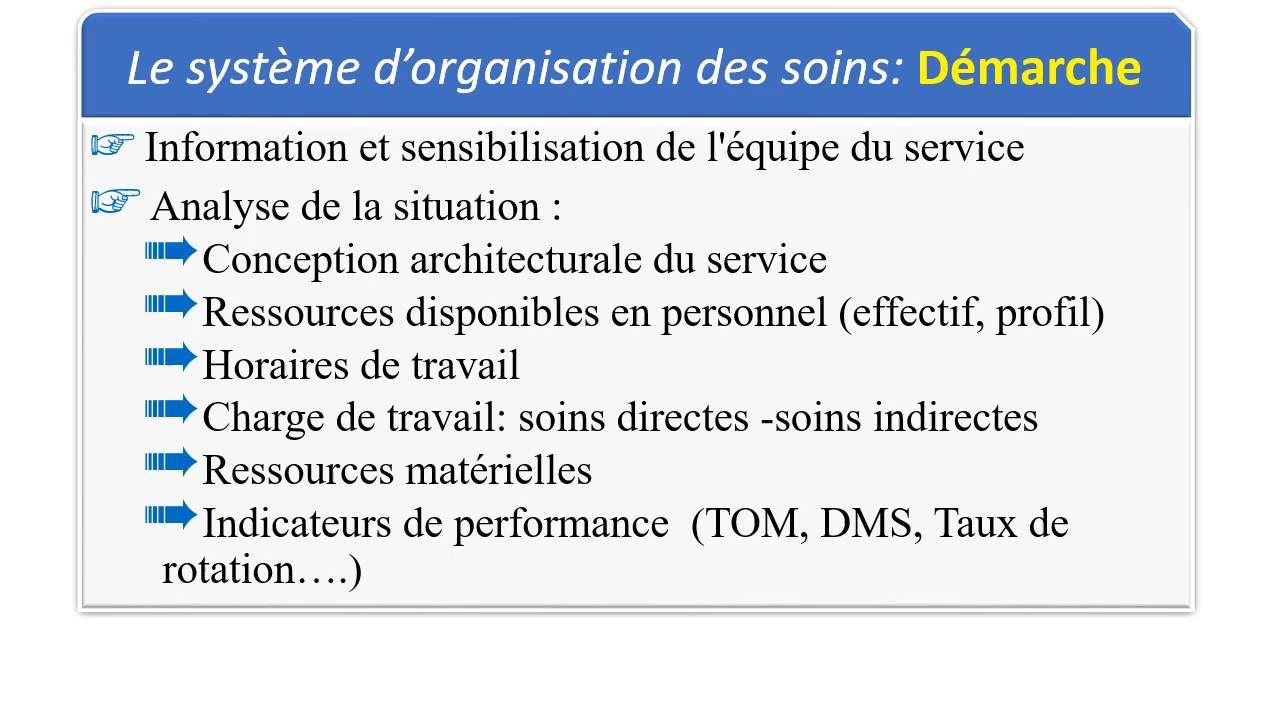 Le système d’organisation des soins: Démarche
Information et sensibilisation de l'équipe du service
Analyse de la situation :
Conception architecturale du service
Ressources disponibles en personnel (effectif, profil)
Horaires de travail
Charge de travail: soins directes -soins indirectes
Ressources matérielles
Indicateurs de performance  (TOM, DMS, Taux de
rotation….)